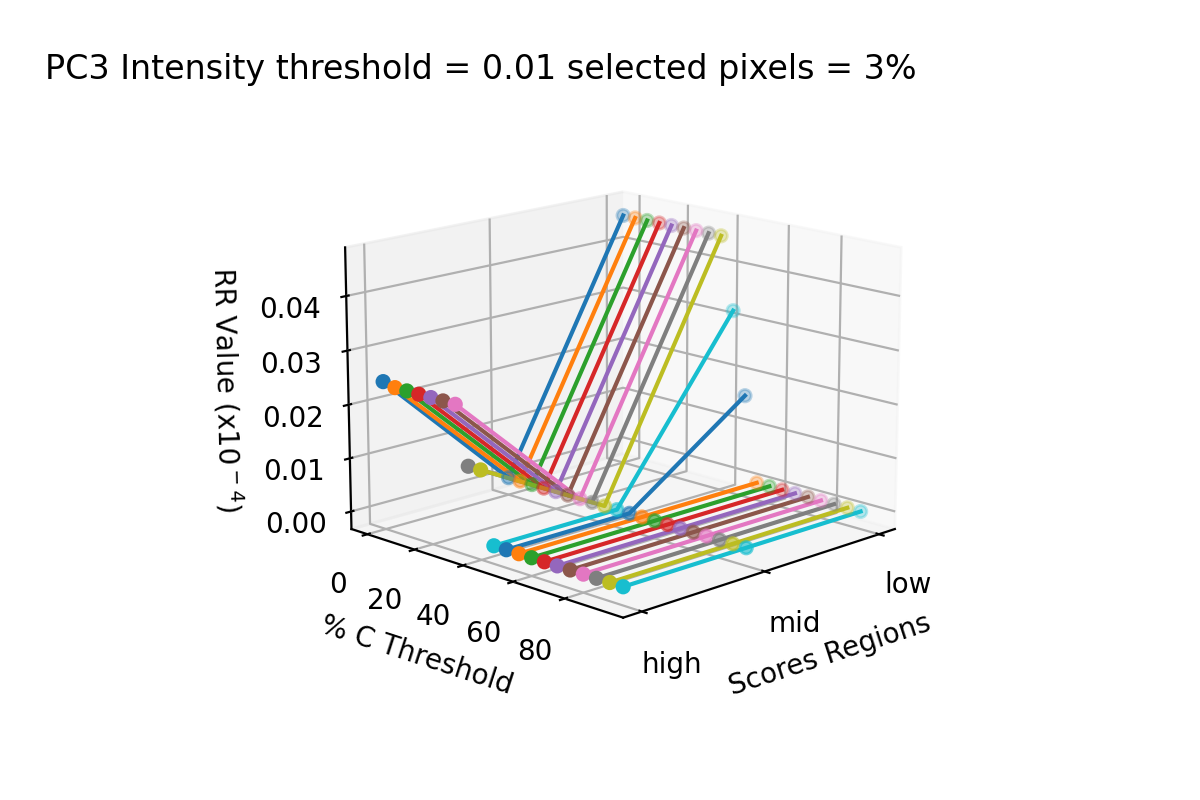 PC3 Intensity threshold = 0.01 selected pixels = 3%
RR Value (x10⁻⁴)
0.04
0.03
0.02
0.01
0.00
0
20
40
60
80
% C Threshold
high
mid
low
Scores Regions